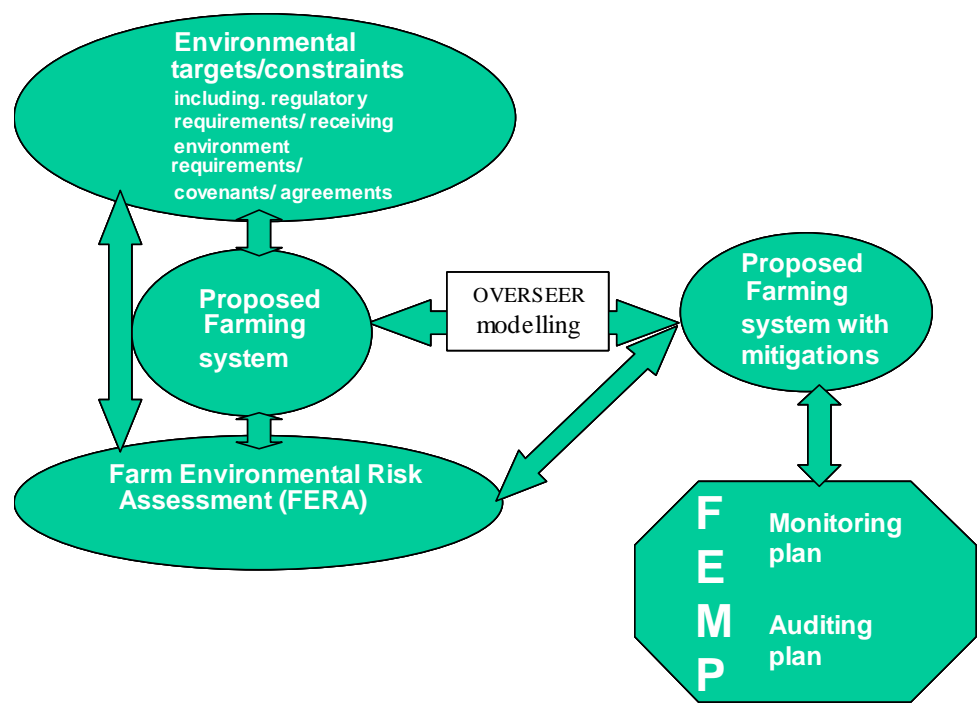 Environmental
targets/constraints
including. regulatory
requirements/ receiving
environment
requirements/
covenants/ agreements
Proposed
Farming
system
OVERSEER
modelling
Proposed
Farming
system with
mitigations
Farm Environmental Risk
Assessment (FERA)
F
E
M
P
Monitoring
plan
Auditing
plan